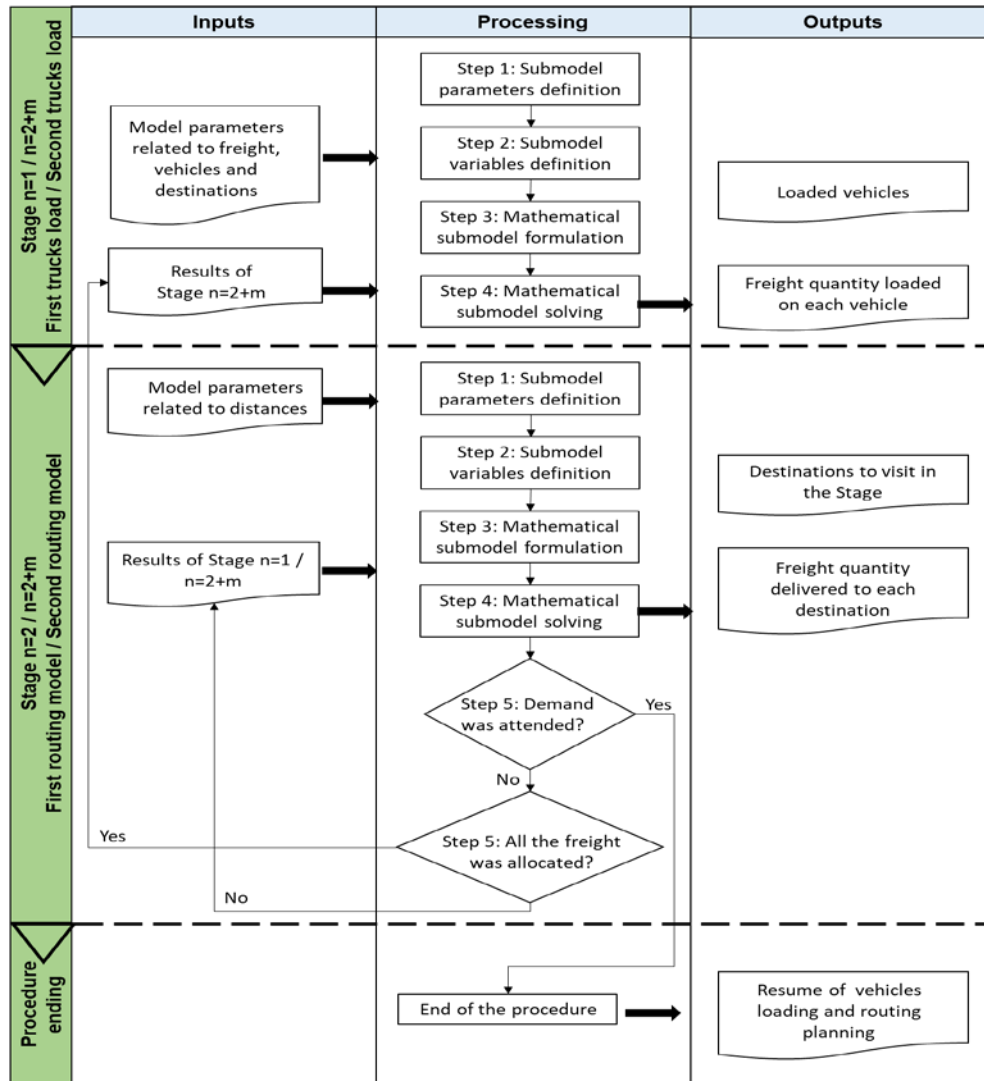 Inputs
Processing
Outputs
Stage n=1 / n=2+m
First trucks load / Second trucks load
Model parameters
related to freight,
vehicles and
destinations
Results of
Stage n=2+m
Step 1: Submodel
parameters definition
Step 2: Submodel
variables definition
Step 3: Mathematical
submodel formulation
Step 4: Mathematical
submodel solving
Loaded vehicles
Freight quantity loaded
on each vehicle
Stage n=2 / n=2+m
First routing model / Second routing model
Model parameters
related to distances
Results of Stage n=1 /
n=2+m
Step 1: Submodel
parameters definition
Step 2: Submodel
variables definition
Step 3: Mathematical
submodel formulation
Step 4: Mathematical
submodel solving
Step 5: Demand
was attended?
Yes
No
Step 5: All the freight
was allocated?
Yes
No
Destinations to visit in
the Stage
Freight quantity
delivered to each
destination
Procedure
ending
End of the procedure
Resume of vehicles
loading and routing
planning